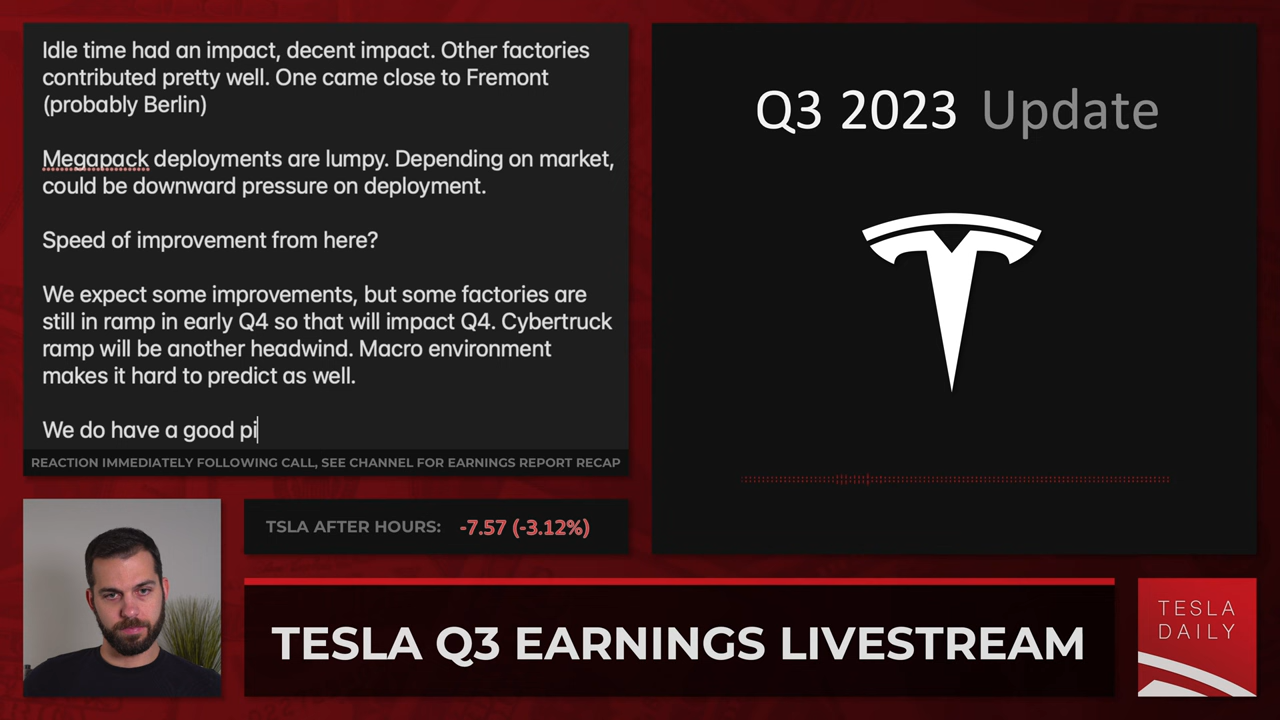 Idle time had an impact, decent impact. Other factories
contributed pretty well. One came close to Fremont
(probably Berlin)
Megapack deployments are lumpy. Depending on market,
could be downward pressure on deployment.
Speed of improvement from here?
We expect some improvements, but some factories are
still in ramp in early Q4 so that will impact Q4. Cybertruck
ramp will be another headwind. Macro environment
makes it hard to predict as well.
We do have a good pi
REACTION IMMEDIATELY FOLLOWING CALL, SEE CHANNEL FOR EARNINGS REPORT RECAP
Q3 2023 Update
TSLA AFTER HOURS: -7.57 (-3.12%)
TESLA Q3 EARNINGS LIVESTREAM
TESLA
DAILY